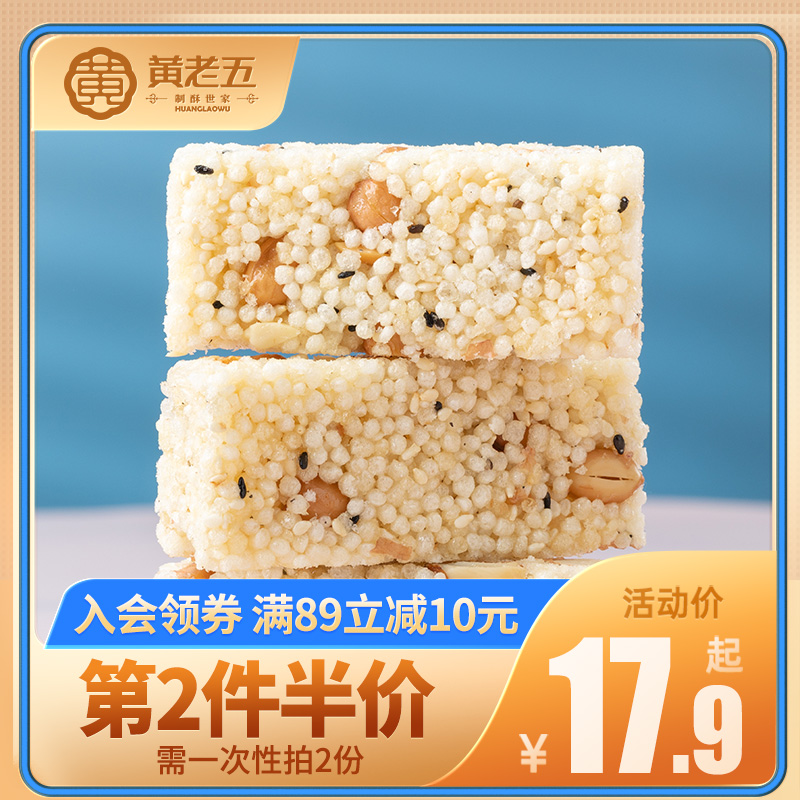 黄
黄老五
制酥世家
HUANGLAOWU
入会领券 满89立减10元
第2件半价
需一次性拍2份
活动价
¥17.9起